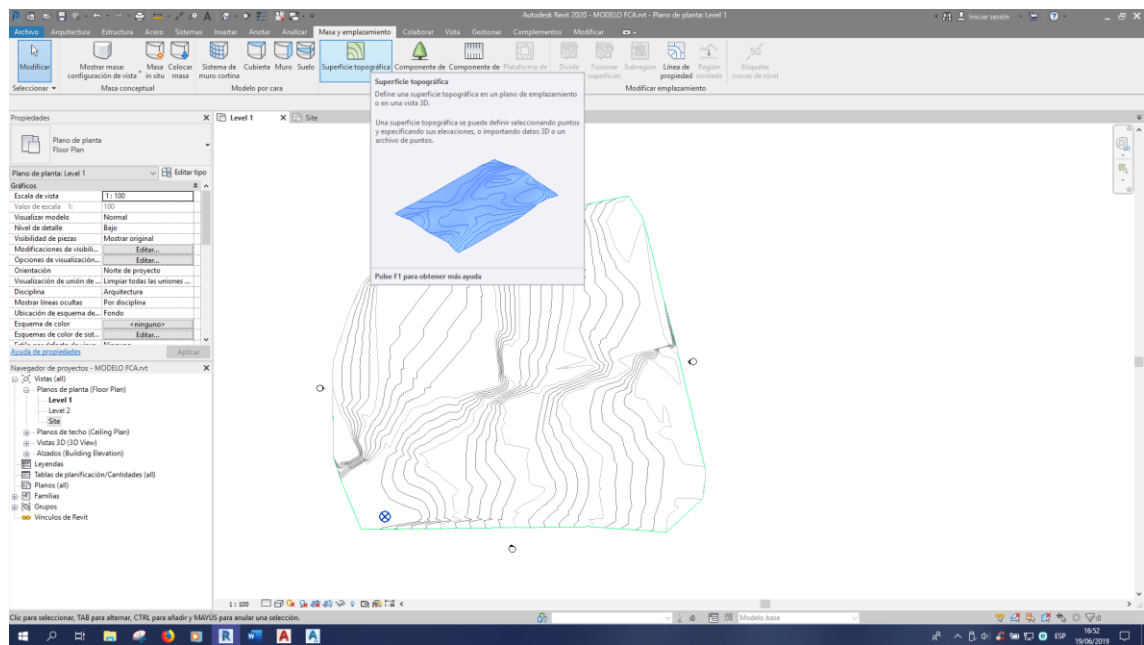 Autodesk Revit 2020 - MODELO FCA.rvt - Plano de planta: Level 1
Iniciar sesión
Archivo Arquitectura Estructura Acero Sistemas Insertar Anotar Analizar Masa y emplazamiento Colaborar Vista Gestionar Complementos Modificar
Modificar
Mostrar masa:
configuración de vista
Masa
in situ
Colocar
masa
Sistema de
muro cortina
Cubierta Muro Suelo
Superficie topográfica
Componente de Componente de Plataforma de
Dividir
Fusionar
superficies
Subregión
Línea de
propiedad
Región
nivelada
Etiquetar
curvas de nivel
Seleccionar
Masa conceptual
Modelo por cara
Modificar emplazamiento
Superficie topográfica
Define una superficie topográfica en un plano de emplazamiento
o en una vista 3D.
Una superficie topográfica se puede definir seleccionando puntos
y especificando sus elevaciones, o importando datos 3D o un
archivo de puntos.
Pulse F1 para obtener más ayuda
Propiedades
Level 1
Site
Plano de planta
Floor Plan
Plano de planta: Level 1
Editar tipo
Gráficos
Escala de vista 1 : 100
Valor de escala 1: 100
Visualizar modelo Normal
Nivel de detalle Bajo
Visibilidad de piezas Mostrar original
Modificaciones de visibili... Editar...
Opciones de visualización... Editar...
Orientación Norte de proyecto
Visualización de unión de ... Limpiar todas las uniones ...
Disciplina Arquitectura
Mostrar líneas ocultas Por disciplina
Ubicación de esquema de... Fondo
Esquema de color <ninguno>
Esquemas de color de sist... Editar...
Ayuda de propiedades
Aplicar
Navegador de proyectos - MODELO FCA.rvt
Vistas (all)
Planos de planta (Floor Plan)
Level 1
Level 2
Site
Planos de techo (Ceiling Plan)
Vistas 3D (3D View)
Alzados (Building Elevation)
Leyendas
Tablas de planificación/Cantidades (all)
Planos (all)
Familias
Grupos
Vínculos de Revit
1 : 100
Clic para seleccionar, TAB para alternar, CTRL para añadir y MAYÚS para anular una selección.
:0
Modelo base
:0
ESP
16:52
19/06/2019